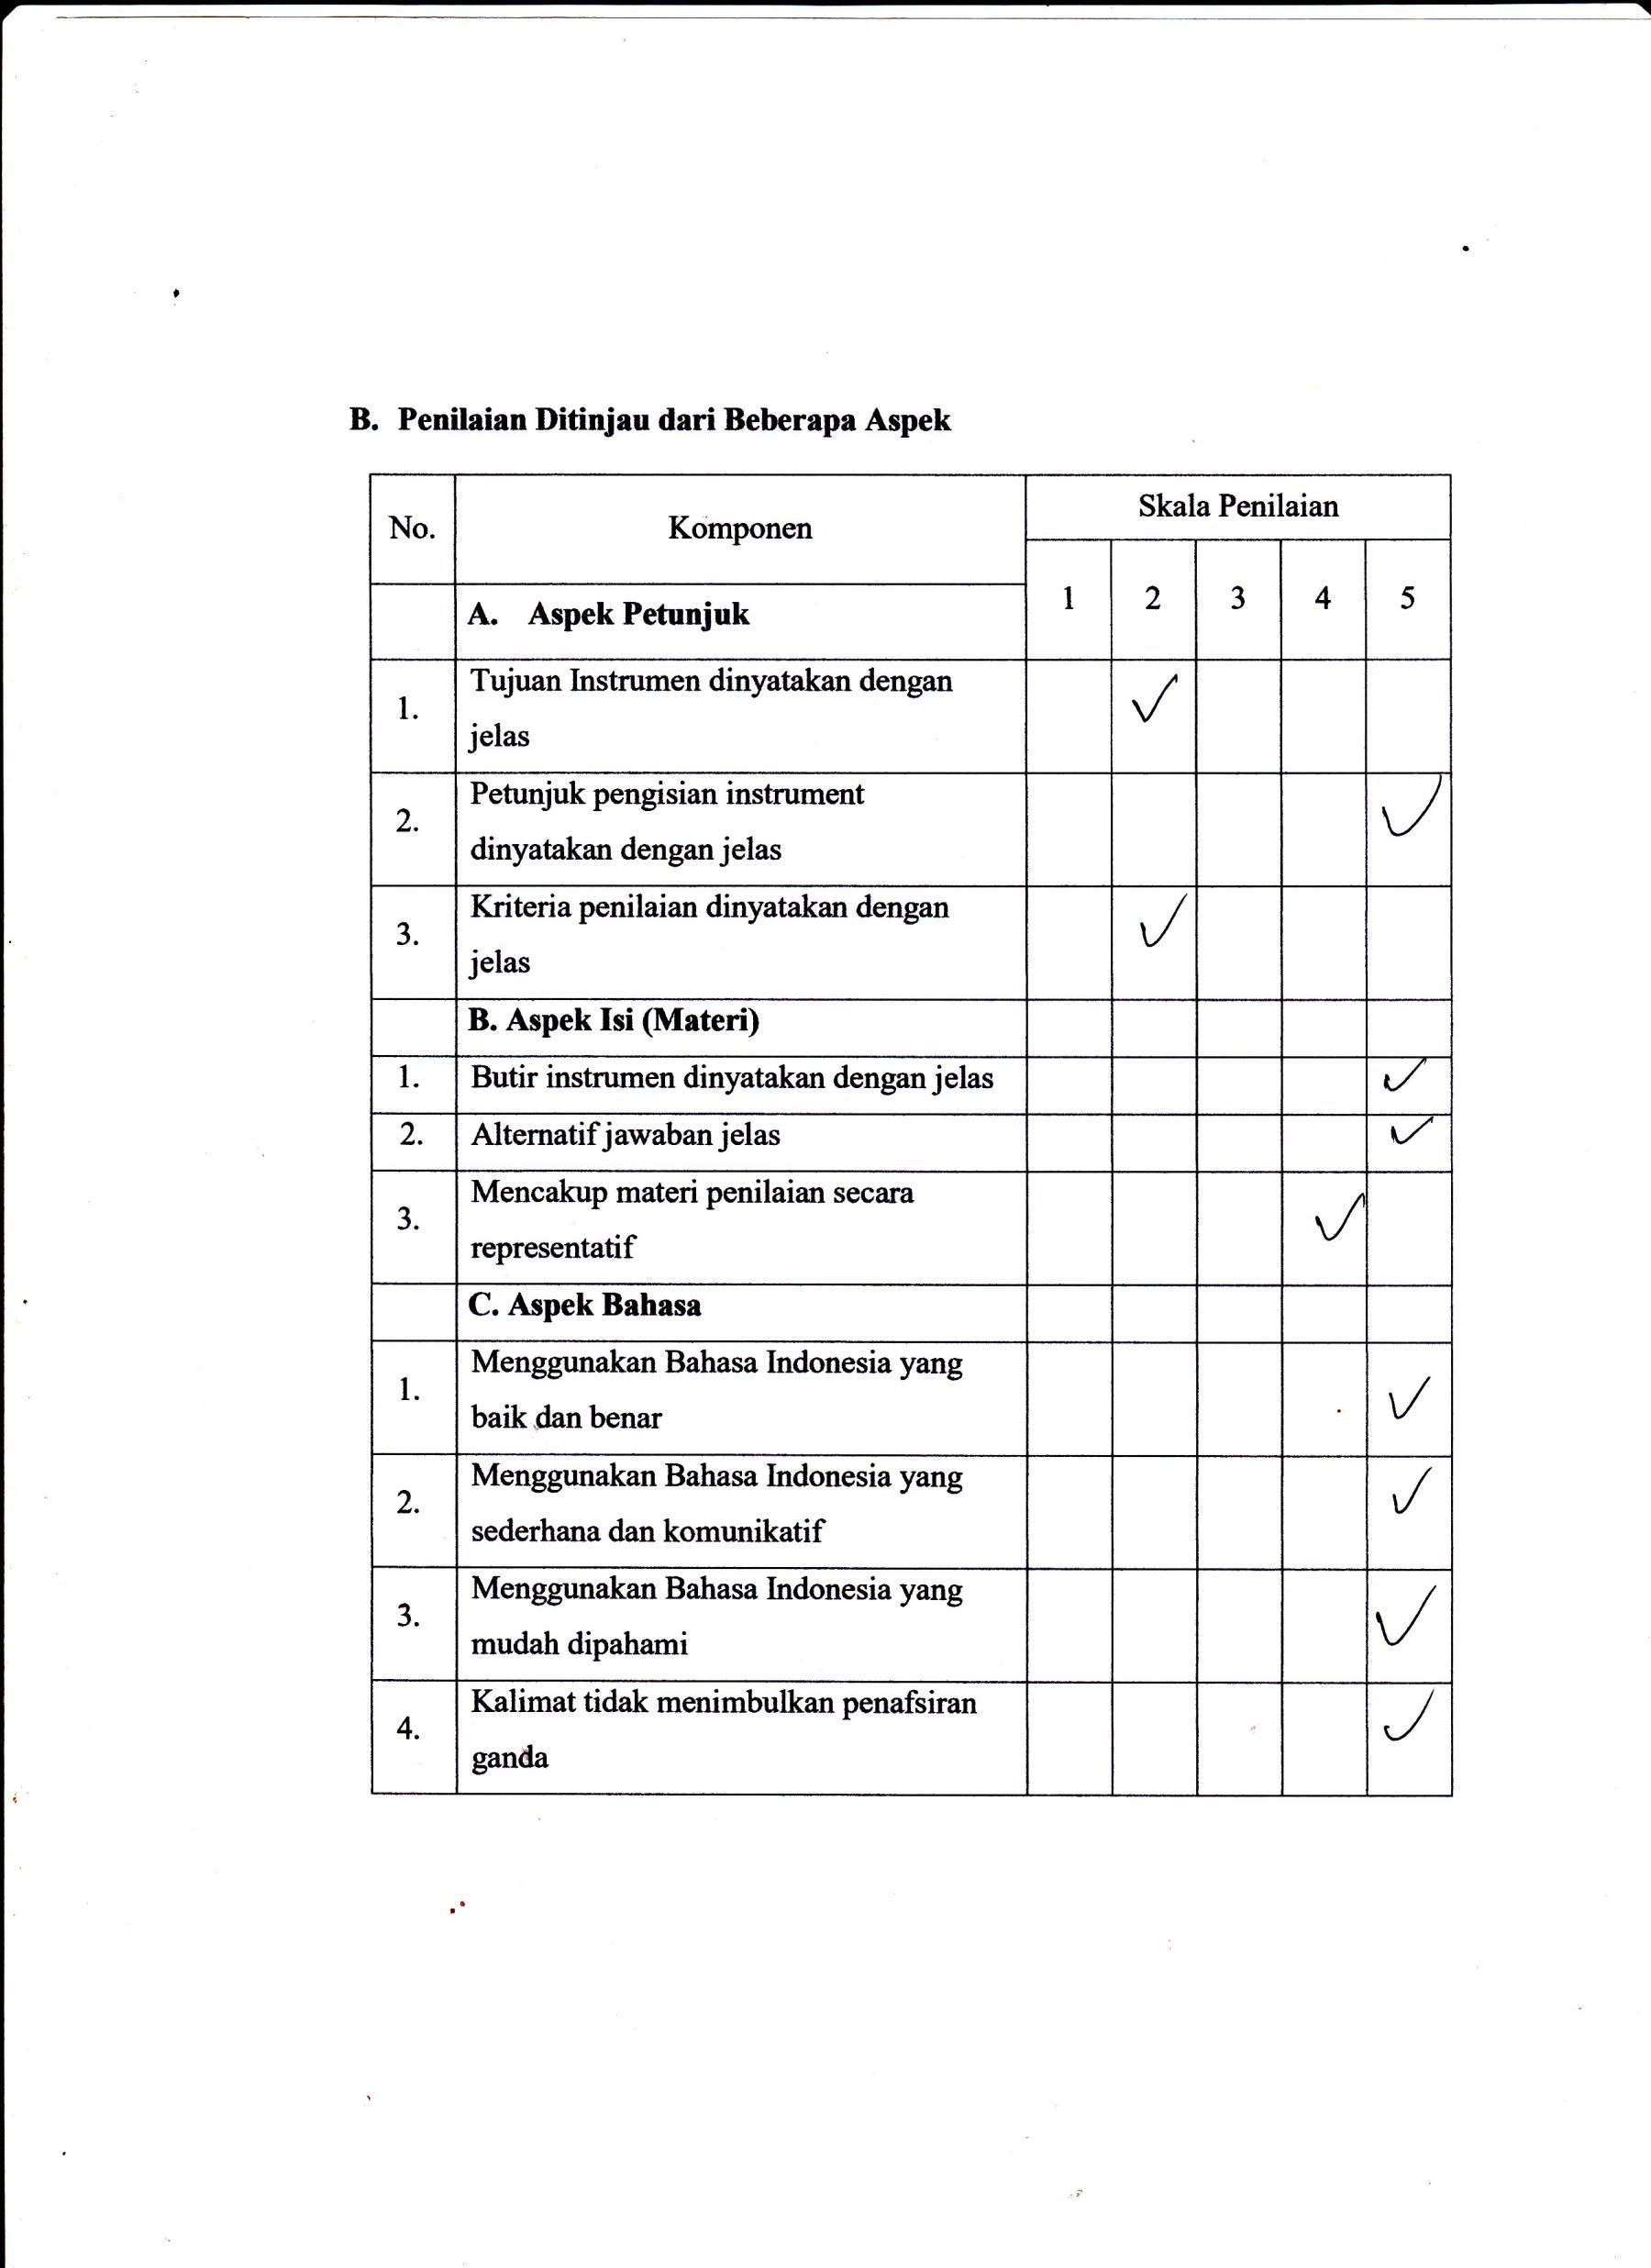 B. Penilaian Ditinjau dari Beberapa Aspek
No. Komponen Skala Penilaian
1 2 3 4 5
A. Aspek Petunjuk
1. Tujuan Instrumen dinyatakan dengan
jelas ✓
2. Petunjuk pengisian instrument
dinyatakan dengan jelas ✓
3. Kriteria penilaian dinyatakan dengan
jelas ✓
B. Aspek Isi (Materi)
1. Butir instrumen dinyatakan dengan jelas ✓
2. Alternatif jawaban jelas ✓
3. Mencakup materi penilaian secara
representatif ✓
C. Aspek Bahasa
1. Menggunakan Bahasa Indonesia yang
baik dan benar ✓
2. Menggunakan Bahasa Indonesia yang
sederhana dan komunikatif ✓
3. Menggunakan Bahasa Indonesia yang
mudah dipahami ✓
4. Kalimat tidak menimbulkan penafsiran
ganda ✓